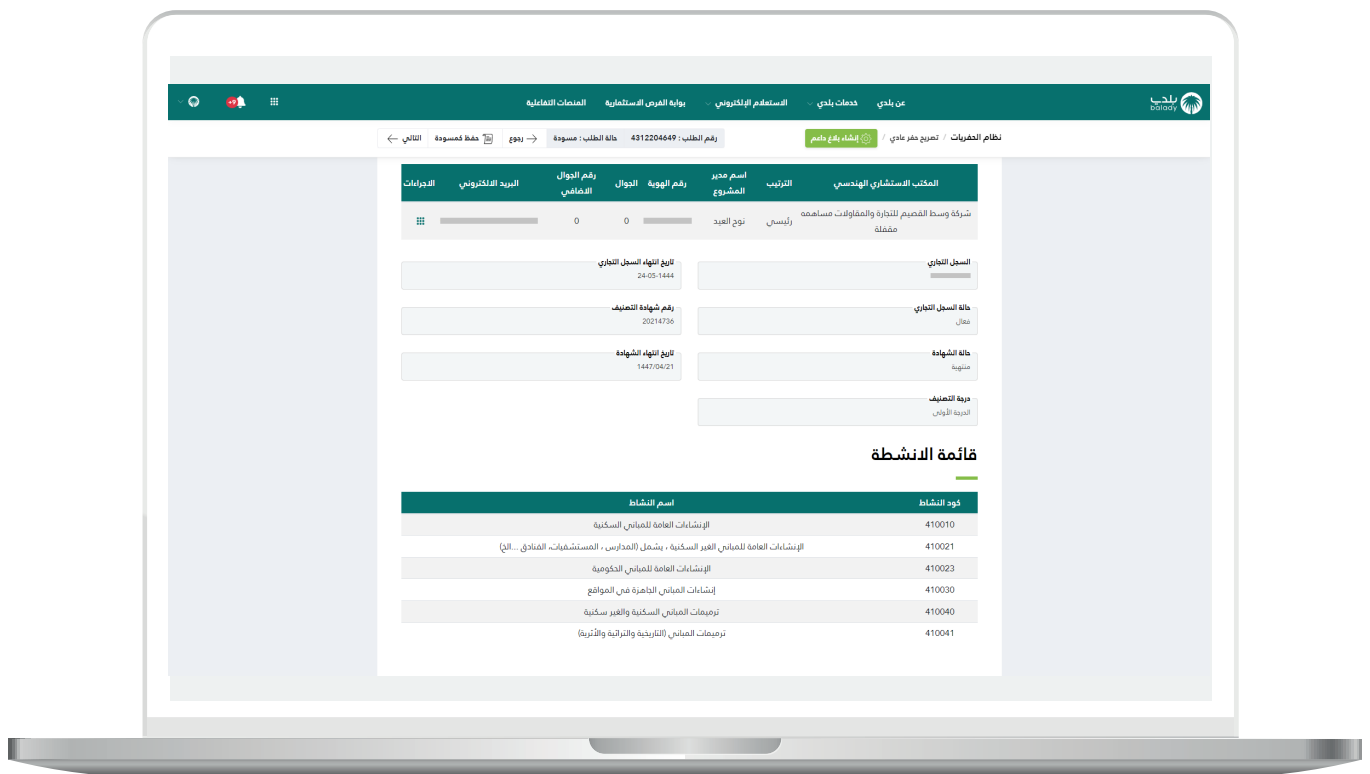 بلدي
balady
عن بلدي
خدمات بلدي
الاستعلام الإلكتروني
بوابة الفرص الاستثمارية
المنصات التفاعلية
+9
نظام الحفريات / تصريح حفر عادي /
إنشاء بلاغ داعم
رقم الطلب : 4312204649
حالة الطلب : مسودة
رجوع
حفظ كمسودة
التالي
المكتب الاستشاري الهندسي
الترتيب
اسم مدير المشروع
رقم الهوية
الجوال
رقم الجوال الاضافي
البريد الالكتروني
الاجراءات
شركة وسط القصيم للتجارة والمقاولات مساهمه مقفلة
رئيسي
نوح العيد
0
0
السجل التجاري
تاريخ انتهاء السجل التجاري
24-05-1444
حالة السجل التجاري
فعال
رقم شهادة التصنيف
20214736
حالة الشهادة
منتهية
تاريخ انتهاء الشهادة
1447/04/21
درجة التصنيف
الدرجة الأولى
قائمة الانشطة
كود النشاط
اسم النشاط
410010 الإنشاءات العامة للمباني السكنية
410021 الإنشاءات العامة للمباني الغير السكنية ، يشمل (المدارس ، المستشفيات، الفنادق ...الخ)
410023 الإنشاءات العامة للمباني الحكومية
410030 إنشاءات المباني الجاهزة في المواقع
410040 ترميمات المباني السكنية والغير سكنية
410041 ترميمات المباني (التاريخية والتراثية والأثرية)